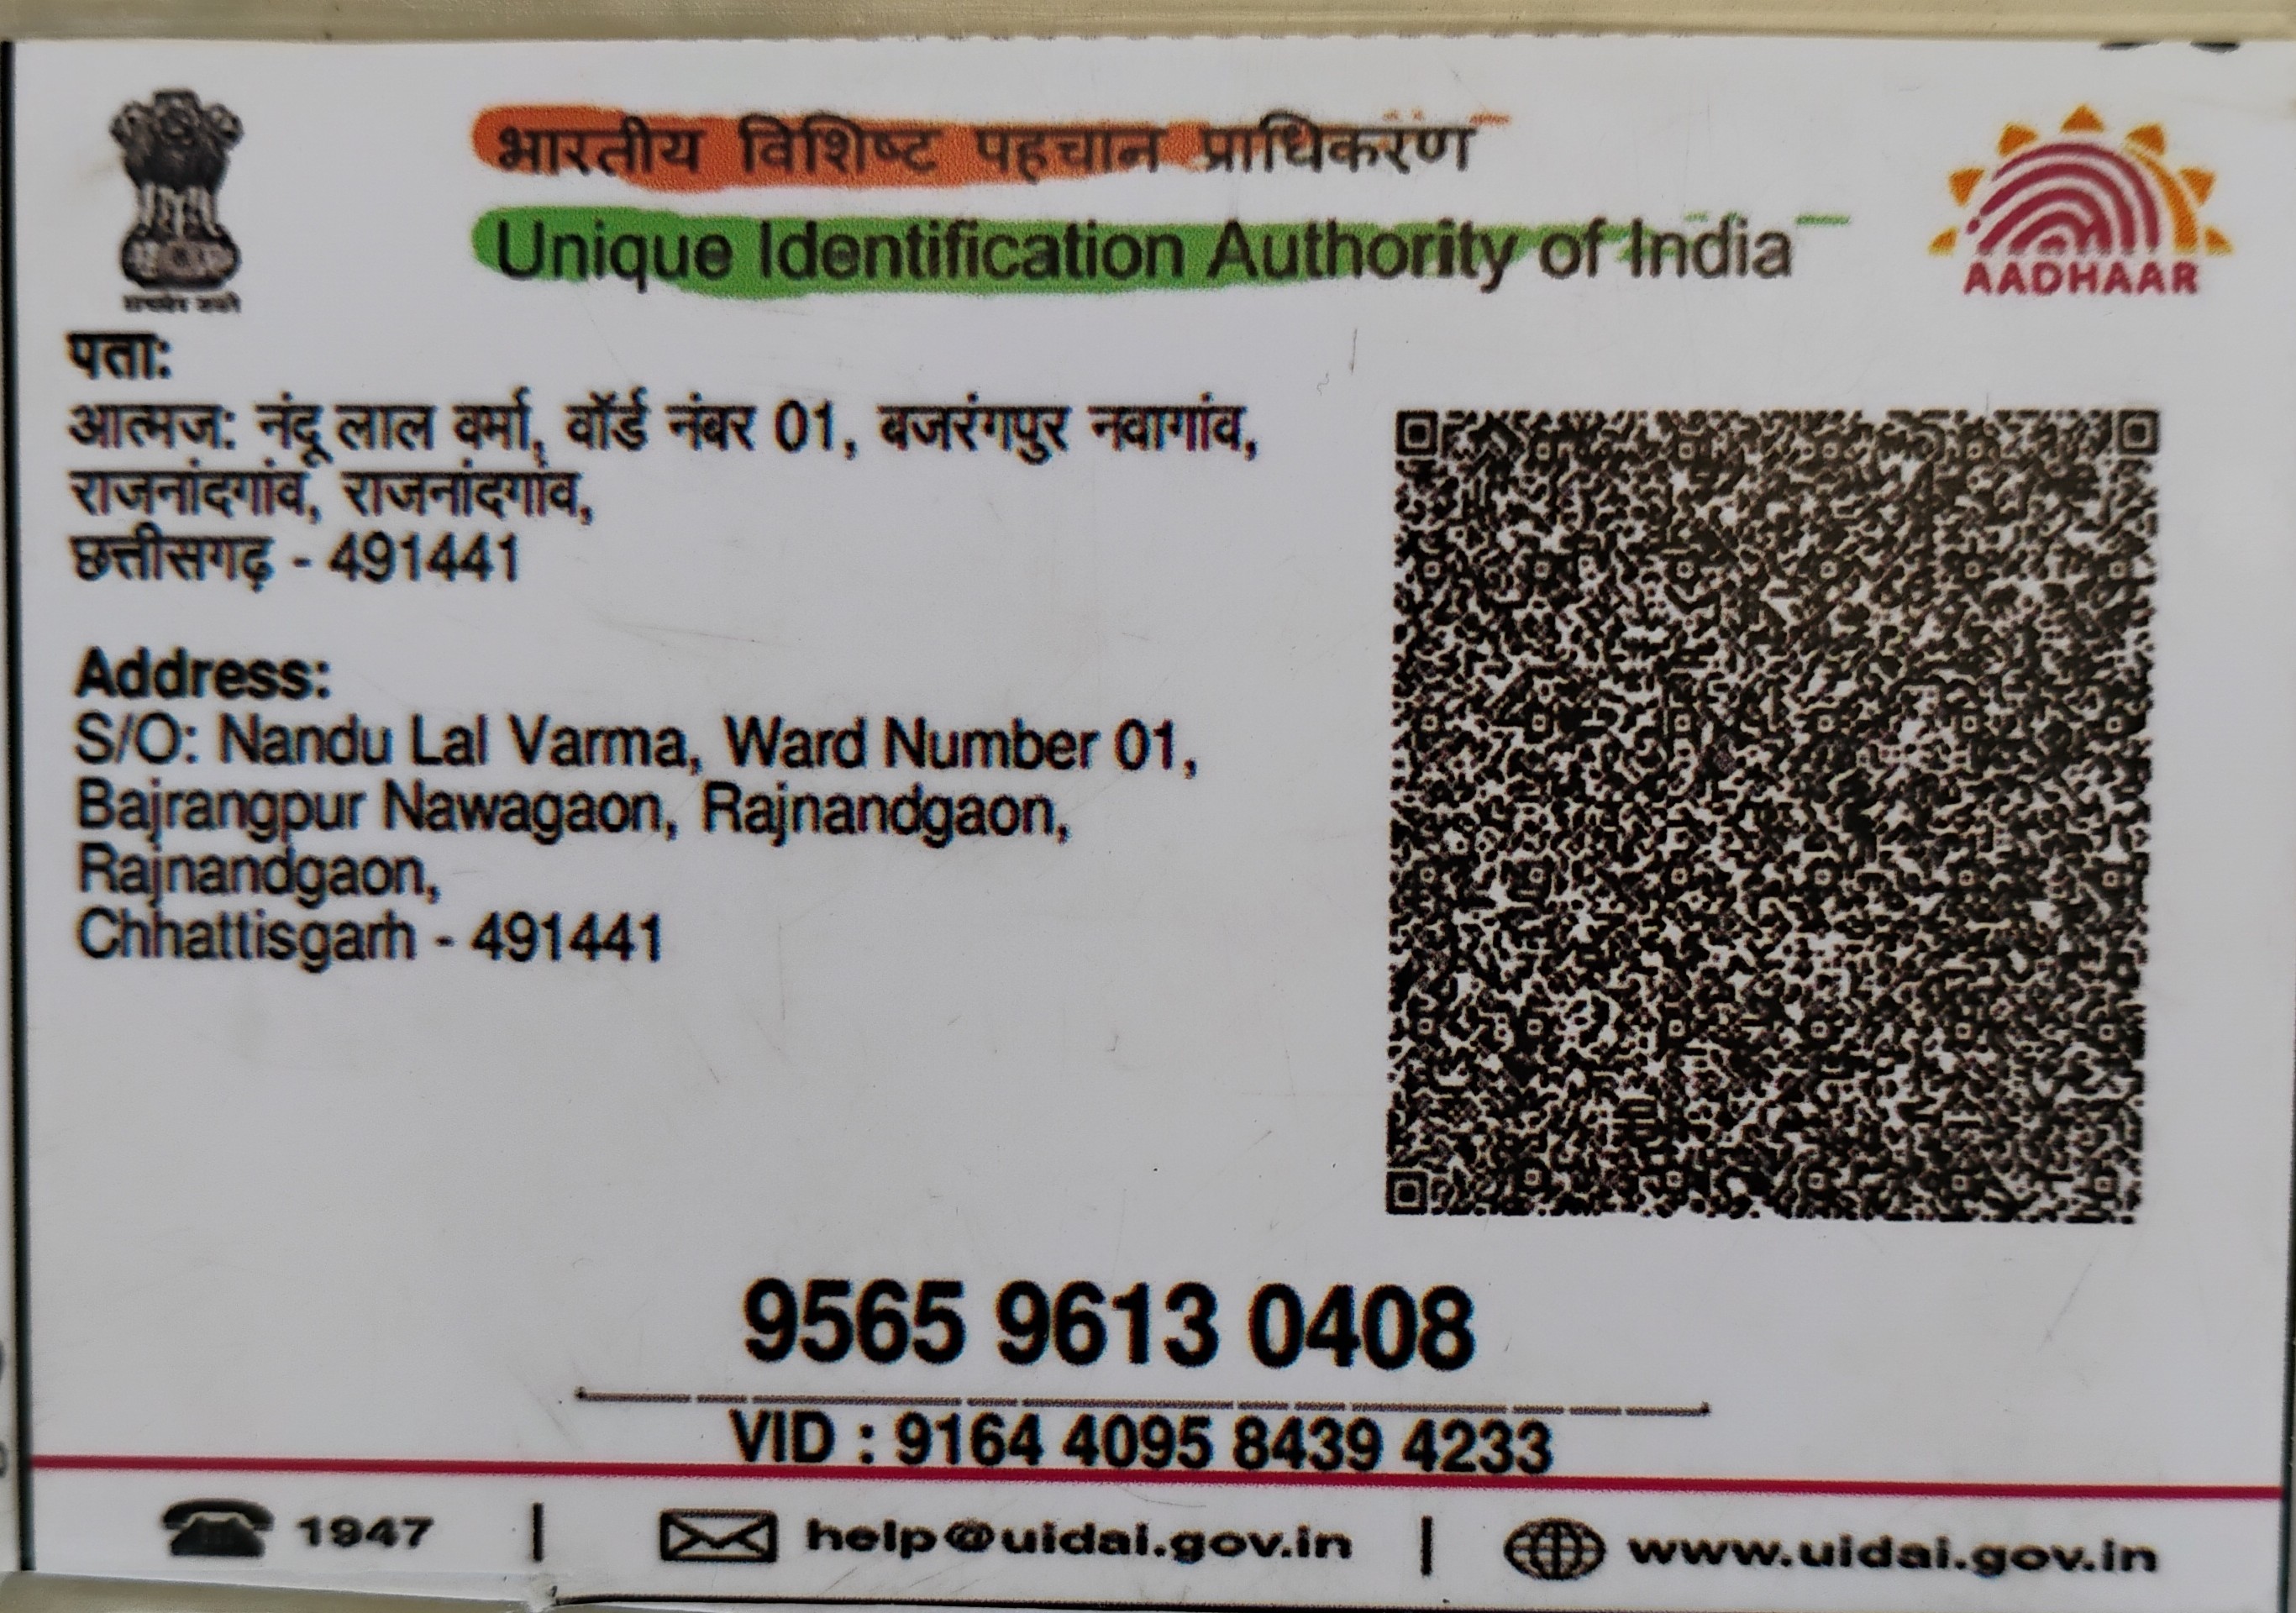 भारतीय विशिष्ट पहचान प्राधिकरण
Unique Identification Authority of India
AADHAAR
पता:
आत्मज: नंदू लाल वर्मा, वॉर्ड नंबर 01, बजरंगपुर नवागांव,
राजनांदगांव, राजनांदगांव,
छत्तीसगढ़ - 491441
Address:
S/O: Nandu Lal Varma, Ward Number 01,
Bajrangpur Nawagaon, Rajnandgaon,
Rajnandgaon,
Chhattisgarh - 491441
9565 9613 0408
VID : 9164 4095 8439 4233
1947 | help@uidai.gov.in | www.uidai.gov.in